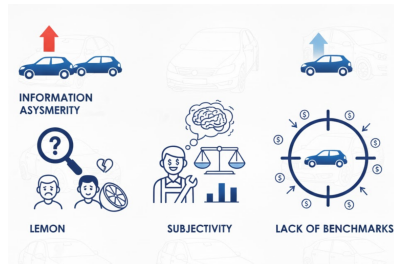 INFORMATION
ASYSMERITY
LEMON
SUBJECTIVITY
LACK OF BENCHMARKS